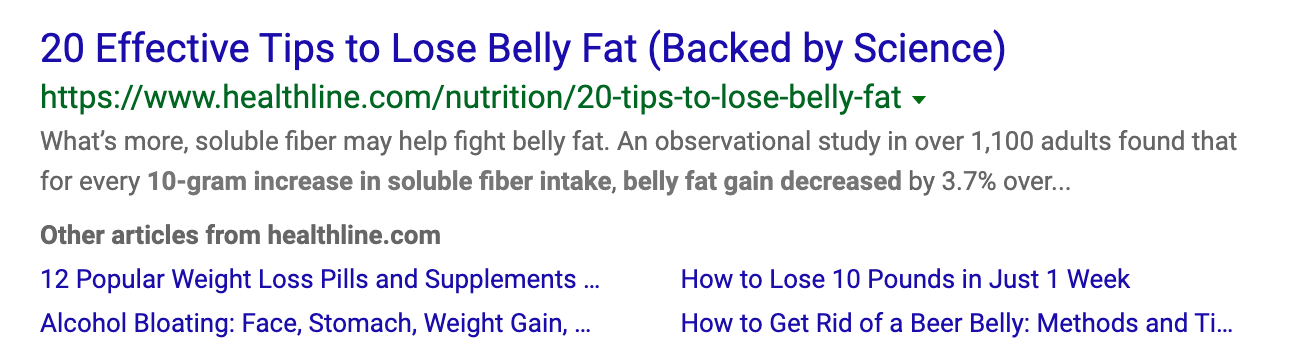 20 Effective Tips to Lose Belly Fat (Backed by Science)
https://www.healthline.com/nutrition/20-tips-to-lose-belly-fat
What’s more, soluble fiber may help fight belly fat. An observational study in over 1,100 adults found that
for every 10-gram increase in soluble fiber intake, belly fat gain decreased by 3.7% over...
Other articles from healthline.com
12 Popular Weight Loss Pills and Supplements ...
How to Lose 10 Pounds in Just 1 Week
Alcohol Bloating: Face, Stomach, Weight Gain, ...
How to Get Rid of a Beer Belly: Methods and Ti...